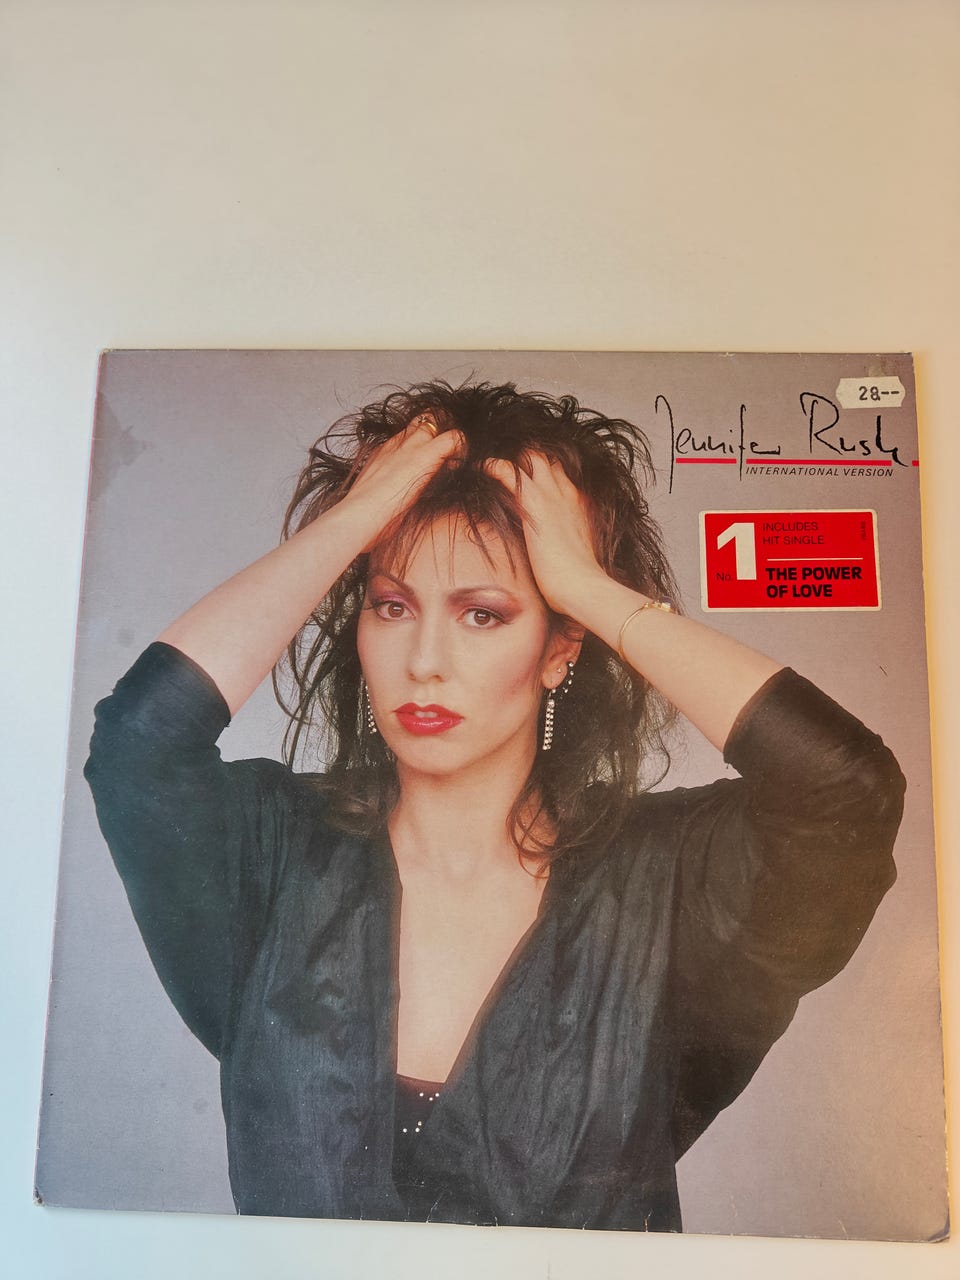 28.--
Jennifer Rush
INTERNATIONAL VERSION
No. 1
INCLUDES
HIT SINGLE
THE POWER
OF LOVE